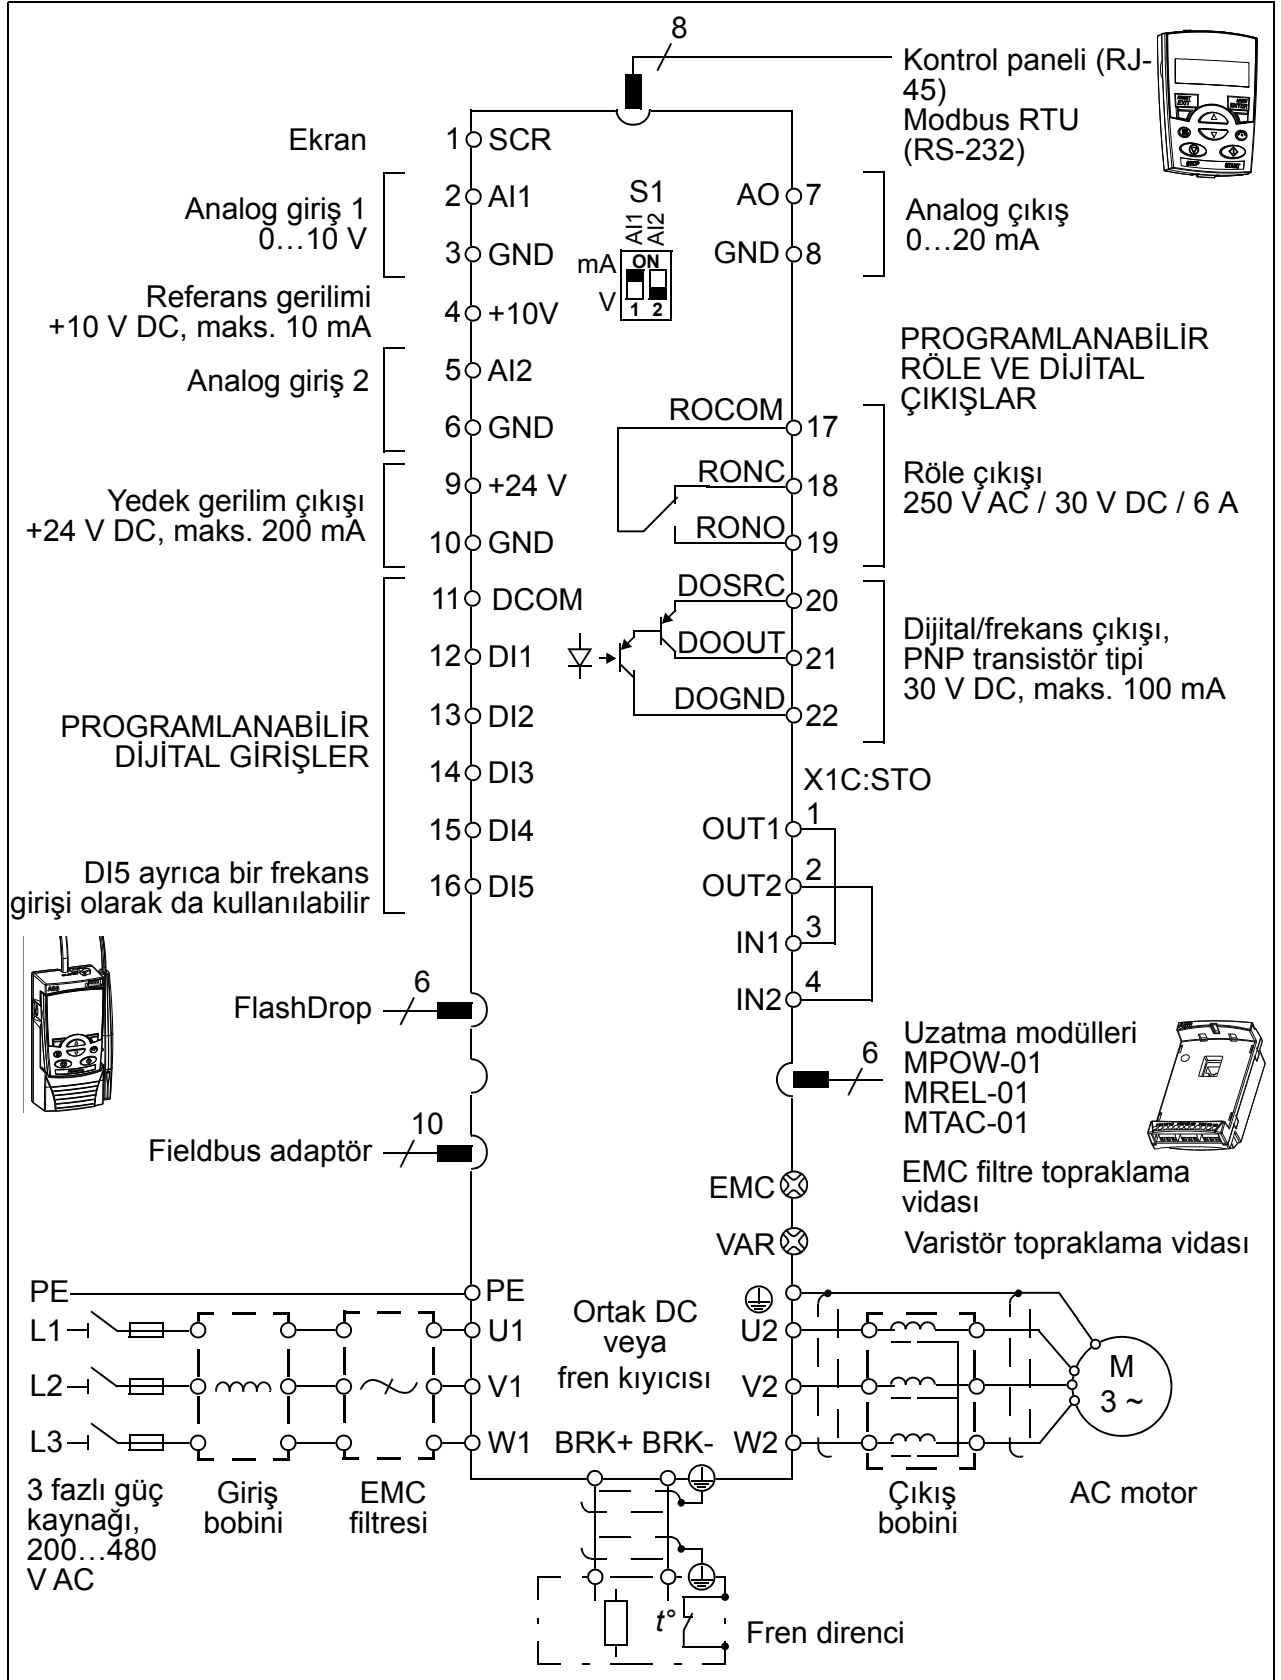 8
Kontrol paneli (RJ-
45)
Modbus RTU
(RS-232)
Ekran
1 SCR
Analog giriş 1
0…10 V
2 AI1
3 GND
S1
AI1
AI2
mA
V
ON
1 2
AO 7
GND 8
Analog çıkış
0…20 mA
Referans gerilimi
+10 V DC, maks. 10 mA
4 +10V
Analog giriş 2
5 AI2
6 GND
PROGRAMLANABİLİR
RÖLE VE DİJİTAL
ÇIKIŞLAR
ROCOM 17
RONC 18
RONO 19
Röle çıkışı
250 V AC / 30 V DC / 6 A
Yedek gerilim çıkışı
+24 V DC, maks. 200 mA
9 +24 V
10 GND
11 DCOM
12 DI1
13 DI2
14 DI3
15 DI4
16 DI5
PROGRAMLANABİLİR
DİJİTAL GİRİŞLER
DI5 ayrıca bir frekans
girişi olarak da kullanılabilir
DOSRC 20
DOOUT 21
DOGND 22
Dijital/frekans çıkışı,
PNP transistör tipi
30 V DC, maks. 100 mA
X1C:STO
OUT1 1
OUT2 2
IN1 3
IN2 4
FlashDrop
6
Fieldbus adaptör
10
6
Uzatma modülleri
MPOW-01
MREL-01
MTAC-01
EMC
EMC filtre topraklama
vidası
VAR
Varistör topraklama vidası
PE
PE
L1
U1
L2
V1
L3
W1
Ortak DC
veya
fren kıyıcısı
BRK+ BRK-
U2
V2
W2
M
3 ~
3 fazlı güç
kaynağı,
200…480
V AC
Giriş
bobini
EMC
filtresi
Çıkış
bobini
AC motor
t°
Fren direnci